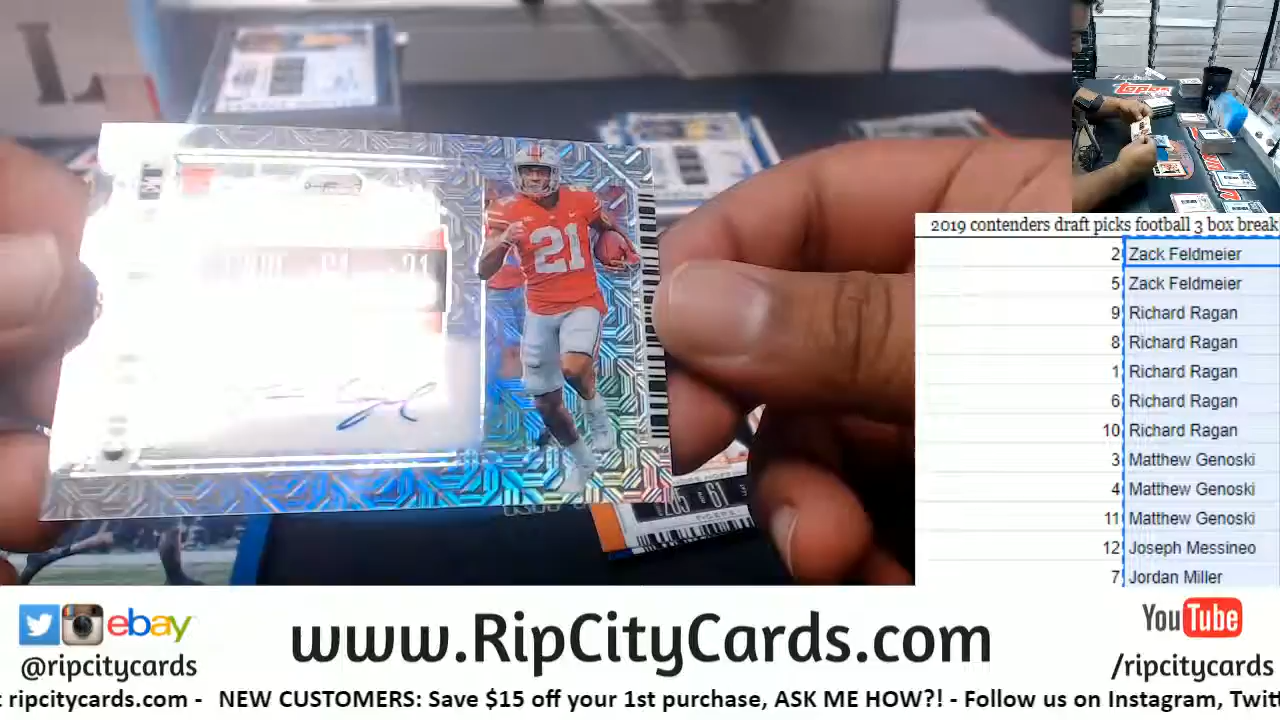 L
21
21
topps
TIGERS
2019 contenders draft picks football 3 box break
2 Zack Feldmeier
5 Zack Feldmeier
9 Richard Ragan
8 Richard Ragan
1 Richard Ragan
6 Richard Ragan
10 Richard Ragan
3 Matthew Genoski
4 Matthew Genoski
11 Matthew Genoski
12 Joseph Messineo
7 Jordan Miller
ebay
@ripcitycards
www.RipCityCards.com
YouTube
/ripcitycards
: ripcitycards.com - NEW CUSTOMERS: Save $15 off your 1st purchase, ASK ME HOW?! - Follow us on Instagram, Twitt